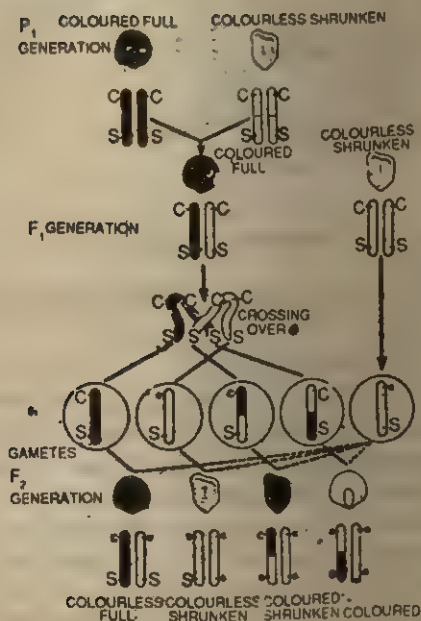 P1 COLOURED FULL COLOURLESS SHRUNKEN
GENERATION
C C C C
S S S S
COLOURED
FULL
COLOURLESS
SHRUNKEN
F1 GENERATION
C C C C
S S S S
C C C C
CROSSING
OVER
S S S S
C C
S S S S
GAMETES
F2
GENERATION
S S S
COLOURLESS COLOURLESS COLOURED
FULL SHRUNKEN SHRUNKEN COLOURED